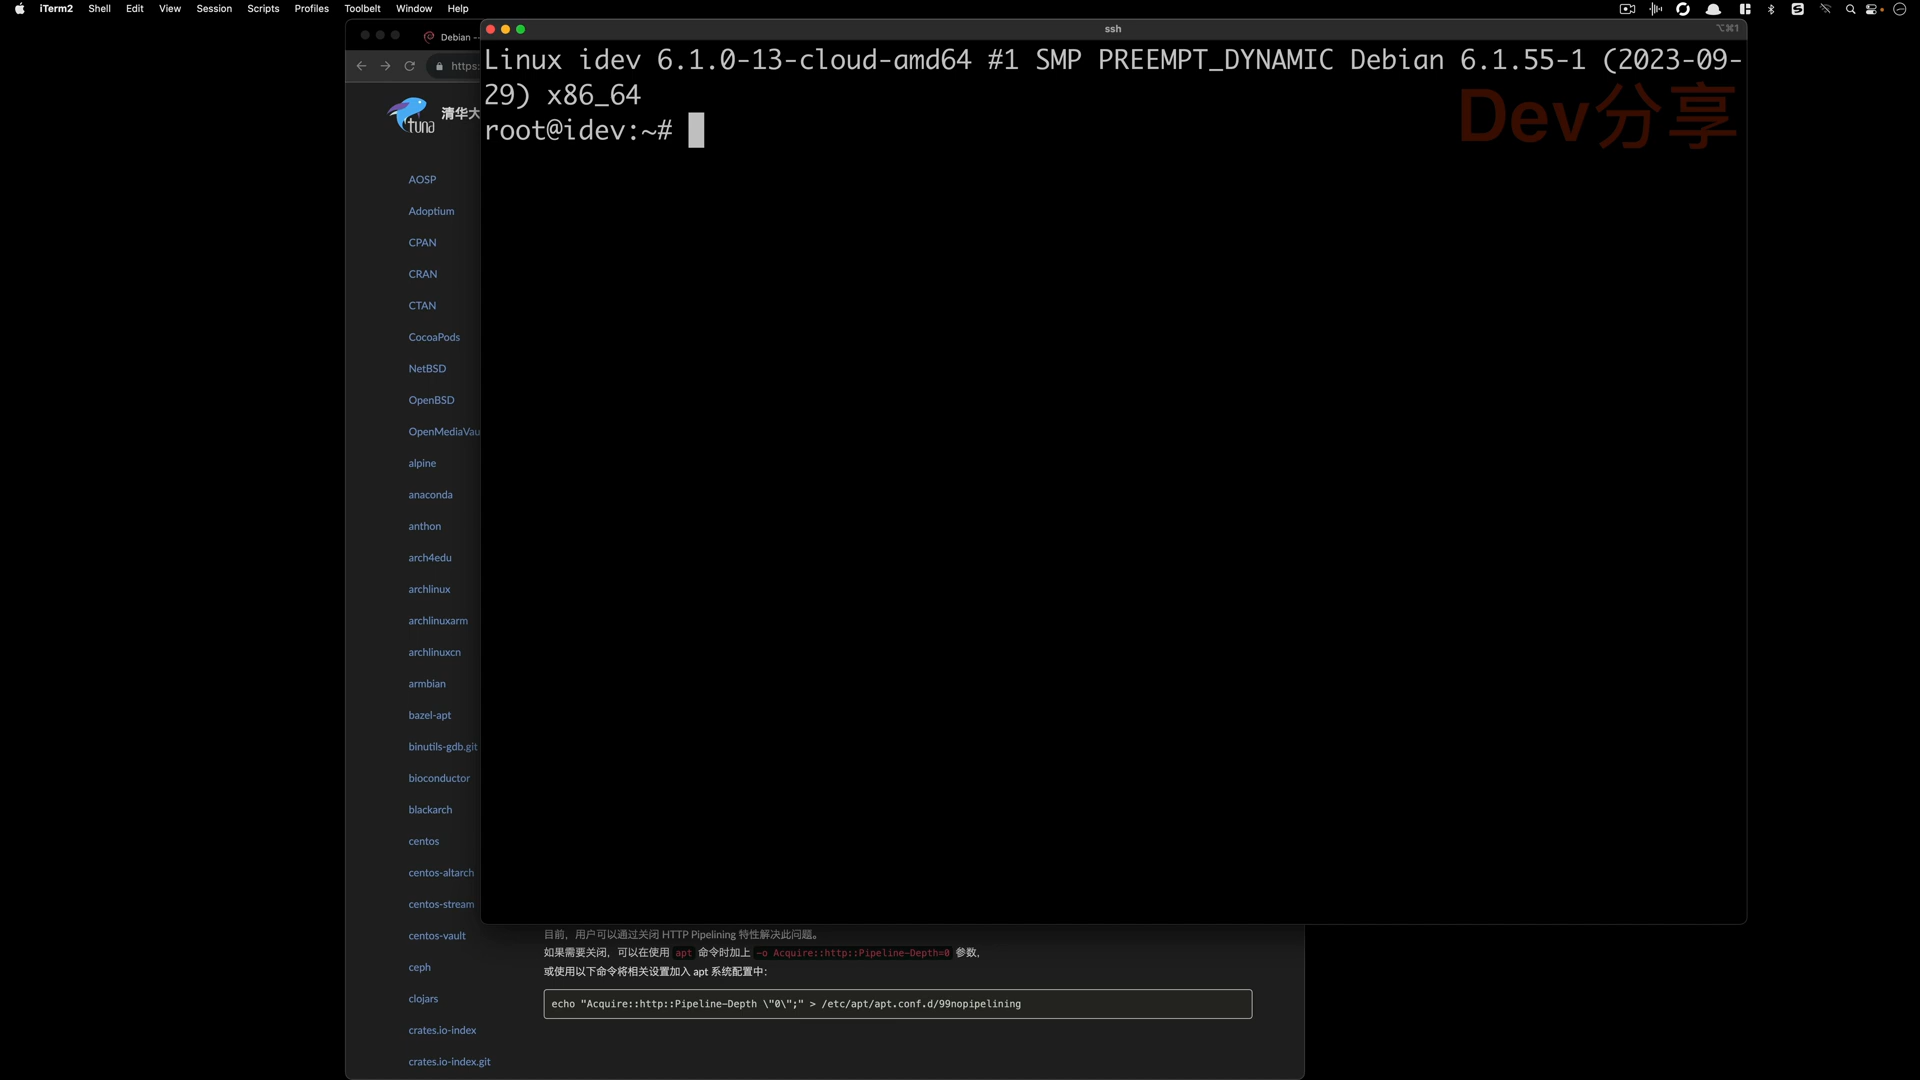 iTerm2 Shell Edit View Session Scripts Profiles Toolbelt Window Help
ssh
⌥⌘1
Debian
https:
Linux idev 6.1.0-13-cloud-amd64 #1 SMP PREEMPT_DYNAMIC Debian 6.1.55-1 (2023-09-
29) x86_64
root@idev:~#
Dev分享
tuna
清华大
AOSP
Adoptium
CPAN
CRAN
CTAN
CocoaPods
NetBSD
OpenBSD
OpenMediaVau
alpine
anaconda
anthon
arch4edu
archlinux
archlinuxarm
archlinuxcn
armbian
bazel-apt
binutils-gdb.git
bioconductor
blackarch
centos
centos-altarch
centos-stream
centos-vault
ceph
clojars
crates.io-index
crates.io-index.git
目前，用户可以通过关闭 HTTP Pipelining 特性解决此问题。
如果需要关闭，可以在使用 apt 命令时加上 -o Acquire::http::Pipeline-Depth=0 参数，
或使用以下命令将相关设置加入 apt 系统配置中：
echo "Acquire::http::Pipeline-Depth \"0\";" > /etc/apt/apt.conf.d/99nopipelining